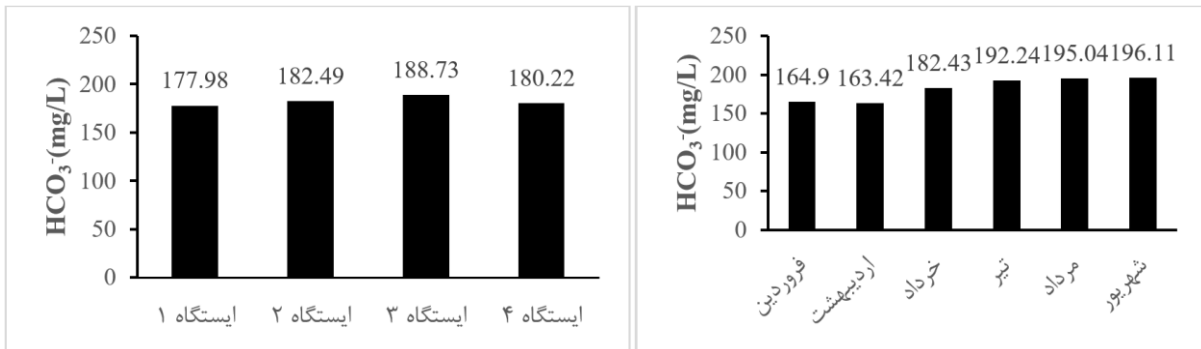 HCO₃⁻(mg/L)
250
200
150
100
50
0
177.98
182.49
188.73
180.22
ایستگاه ۱
ایستگاه ۲
ایستگاه ۳
ایستگاه ۴
HCO₃⁻(mg/L)
250
200
150
100
50
0
164.9
163.42
182.43
192.24
195.04
196.11
فروردین
اردیبهشت
خرداد
تیر
مرداد
شهریور